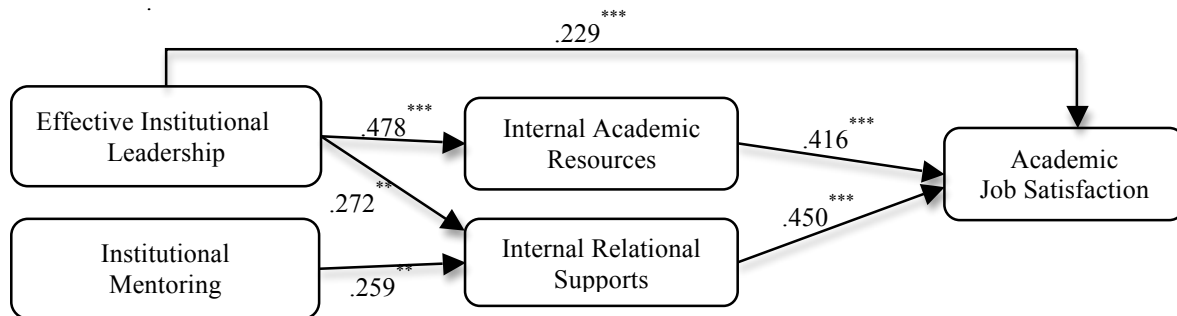 .229***
Effective Institutional
Leadership
.478***
Internal Academic
Resources
.416***
Academic
Job Satisfaction
.272**
Institutional
Mentoring
.259**
Internal Relational
Supports
.450***